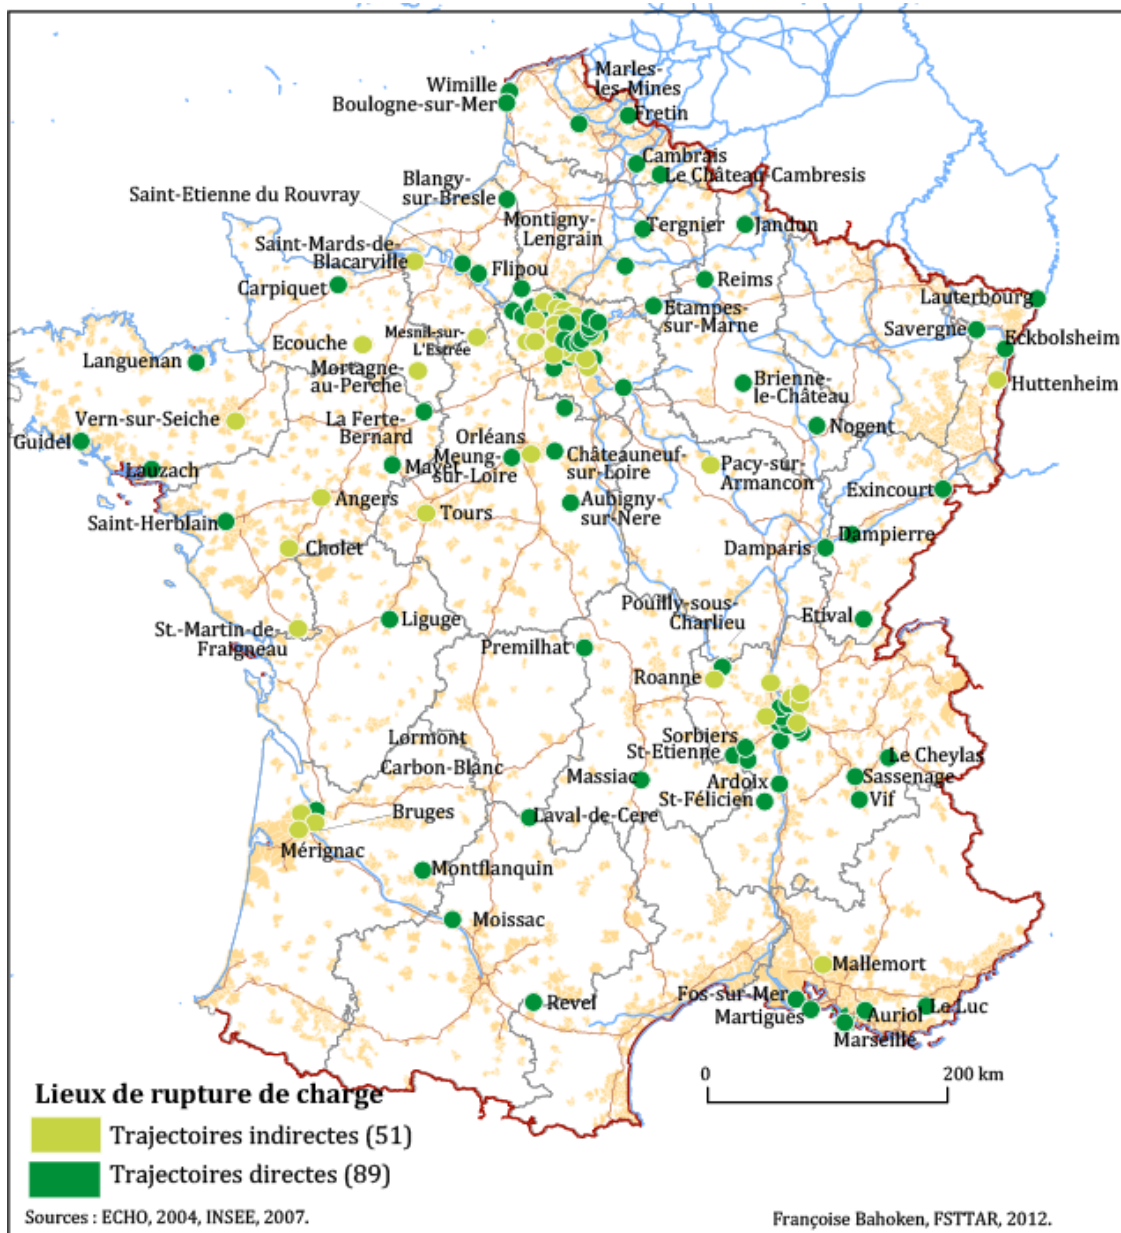 Marles-
les-Mines
Wimille
Boulogne-sur-Mer
Fretin
Cambrais
Le Château-Cambresis
Saint-Etienne du Rouvray
Blangy-
sur-Bresle
Montigny-
Lengrain
Tergnier
Jandun
Saint-Mards-de-
Blacarville
Flipou
Reims
Carpiquet
Lauterbourg
Etampes-
sur-Marne
Savergne
Eckbolsheim
Mesnil-sur-
L'Estrée
Ecouche
Languenan
Mortagne-
au-Perche
Brienne-
le-Château
Huttenheim
Vern-sur-Seiche
La Ferte-
Bernard
Nogent
Guidel
Orléans
Meung-
sur-Loire
Châteauneuf-
sur-Loire
Lauzach
Mayet
Pacy-sur-
Armancon
Exincourt
Angers
Aubigny-
sur-Nere
Saint-Herblain
Tours
Dampierre
Cholet
Damparis
Pouilly-sous-
Charlieu
Etival
Liguge
St.-Martin-de-
Fraigneau
Premilhat
Roanne
Lormont
Sorbiers
St-Etienne
Carbon-Blanc
Le Cheylas
Massiac
Ardoix
Sassenage
St-Félicien
Vif
Bruges
Laval-de-Cere
Mérignac
Montflanquin
Moissac
Mallemort
Fos-sur-Mer
Revel
Martigues
Auriol
Le Luc
Marseille
0
200 km
Lieux de rupture de charge
Trajectoires indirectes (51)
Trajectoires directes (89)
Sources : ECHO, 2004, INSEE, 2007.
Françoise Bahoken, FSTTAR, 2012.